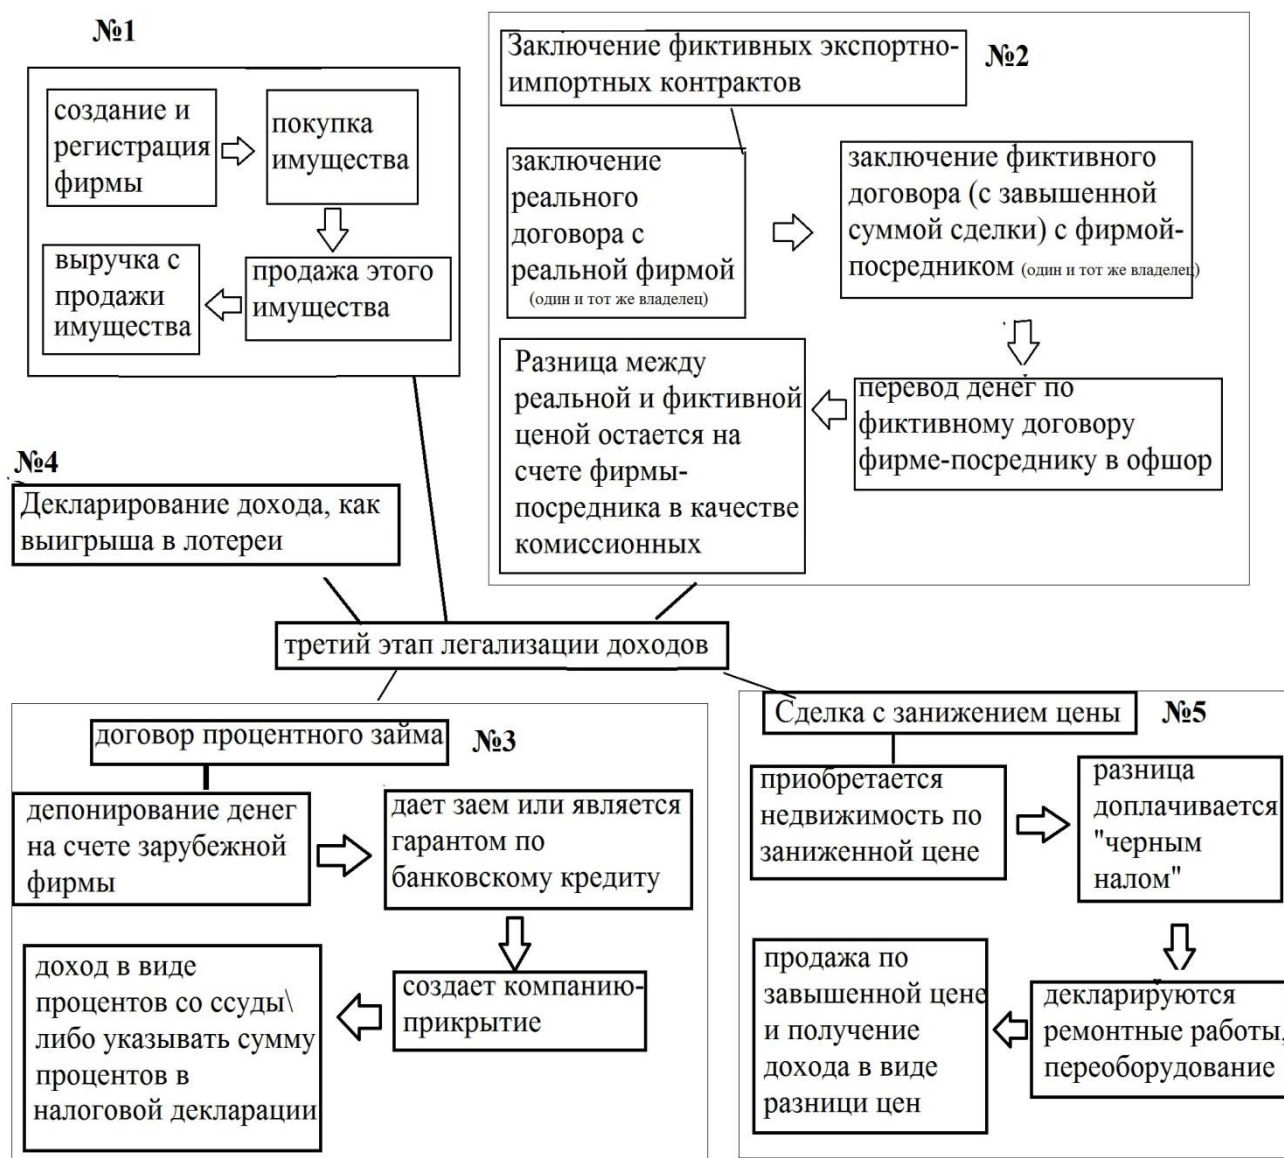 №1
создание и
регистрация
фирмы
покупка
имущества
продажа этого
имущества
выручка с
продажи
имущества
№2
Заключение фиктивных экспортно-
импортных контрактов
заключение
реального
договора с
реальной фирмой
(один и тот же владелец)
заключение фиктивного
договора (с завышенной
суммой сделки) с фирмой-
посредником (один и тот же владелец)
перевод денег по
фиктивному договору
фирме-посреднику в офшор
Разница между
реальной и фиктивной
ценой остается на
счете фирмы-
посредника в качестве
комиссионных
№4
Декларирование дохода, как
выигрыша в лотереи
третий этап легализации доходов
договор процентного займа
№3
депонирование денег
на счете зарубежной
фирмы
дает заем или является
гарантом по
банковскому кредиту
создает компанию-
прикрытие
доход в виде
процентов со ссуды\
либо указывать сумму
процентов в
налоговой декларации
Сделка с занижением цены
№5
приобретается
недвижимость по
заниженной цене
разница
доплачивается
"черным
налом"
декларируются
ремонтные работы,
переоборудование
продажа по
завышенной цене
и получение
дохода в виде
разници цен